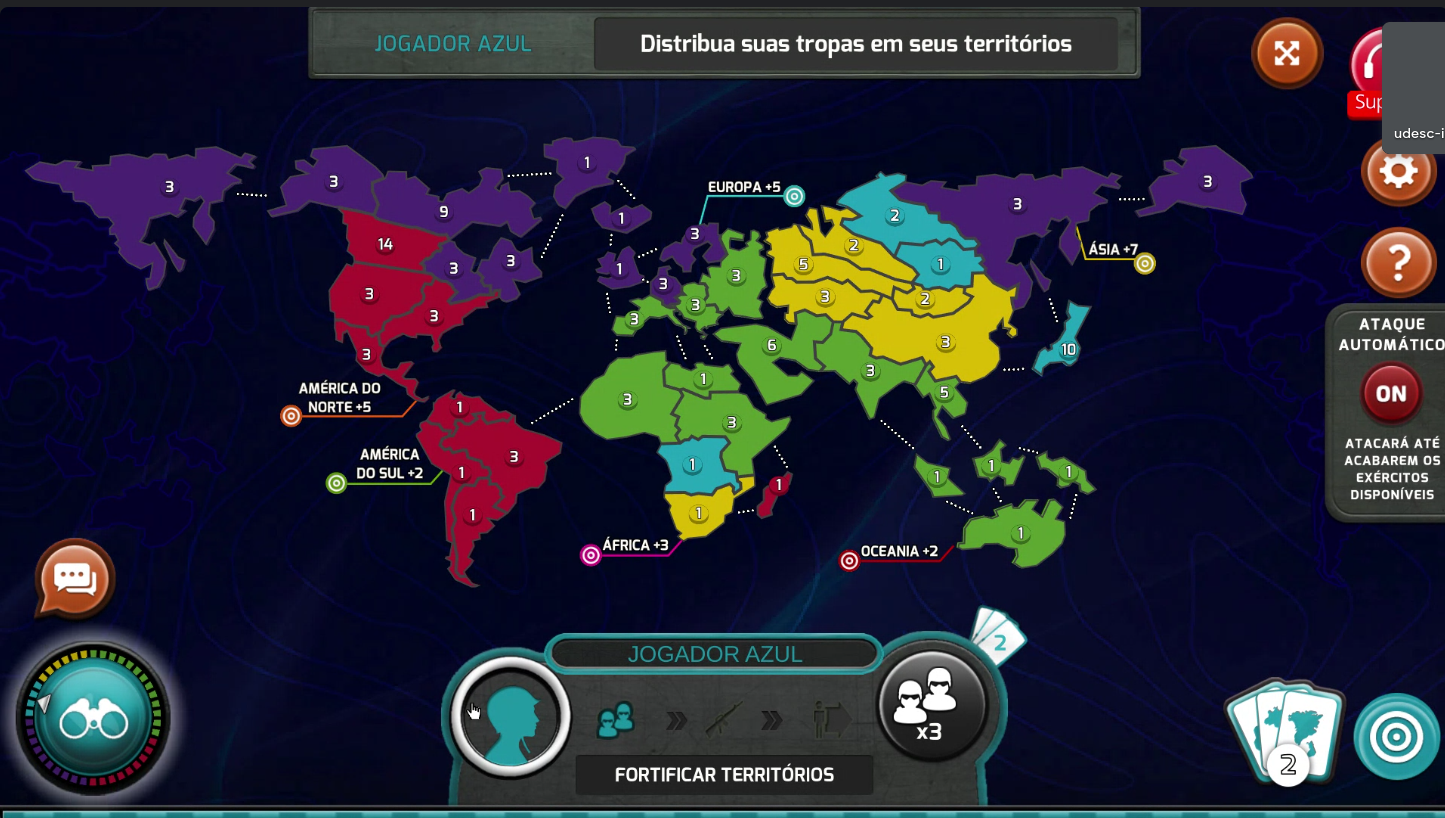 JOGADOR AZUL
Distribua suas tropas em seus territórios
Sup
udesc-i
1
3
3
3
EUROPA +5
9
1
2
3
3
14
2
ÁSIA +7
3
3
1
5
1
3
3
3
3
3
2
3
3
3
6
3
10
ATAQUE
AUTOMÁTICO
3
3
1
5
ON
AMÉRICA DO
NORTE +5
3
1
3
ATACARÁ ATÉ
ACABAREM OS
EXÉRCITOS
DISPONÍVEIS
AMÉRICA
DO SUL +2
3
1
1
1
1
1
1
1
1
1
ÁFRICA +3
OCEANIA +2
2
JOGADOR AZUL
x3
FORTIFICAR TERRITÓRIOS
2